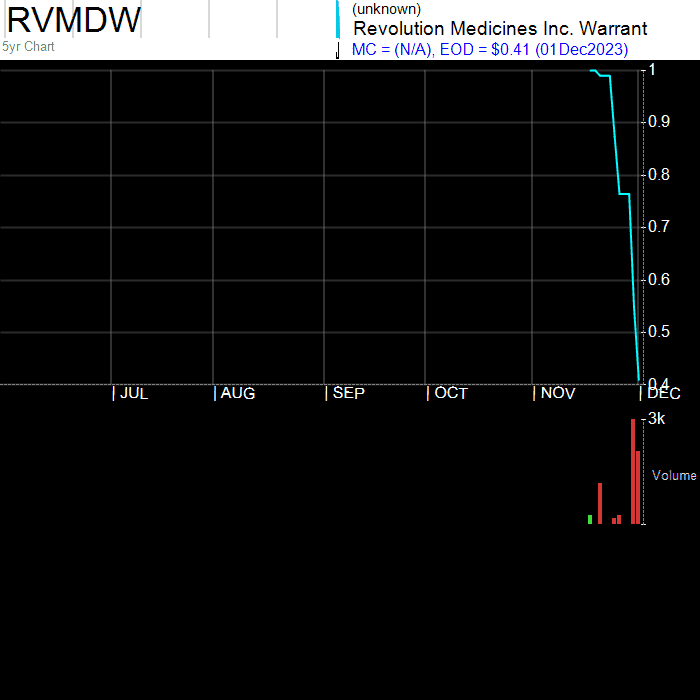 RVMDW
5yr Chart
(unknown)
Revolution Medicines Inc. Warrant
MC = (N/A), EOD = $0.41 (01Dec2023)
1
0.9
0.8
0.7
0.6
0.5
0.4
JUL AUG SEP OCT NOV DEC
3k
Volume